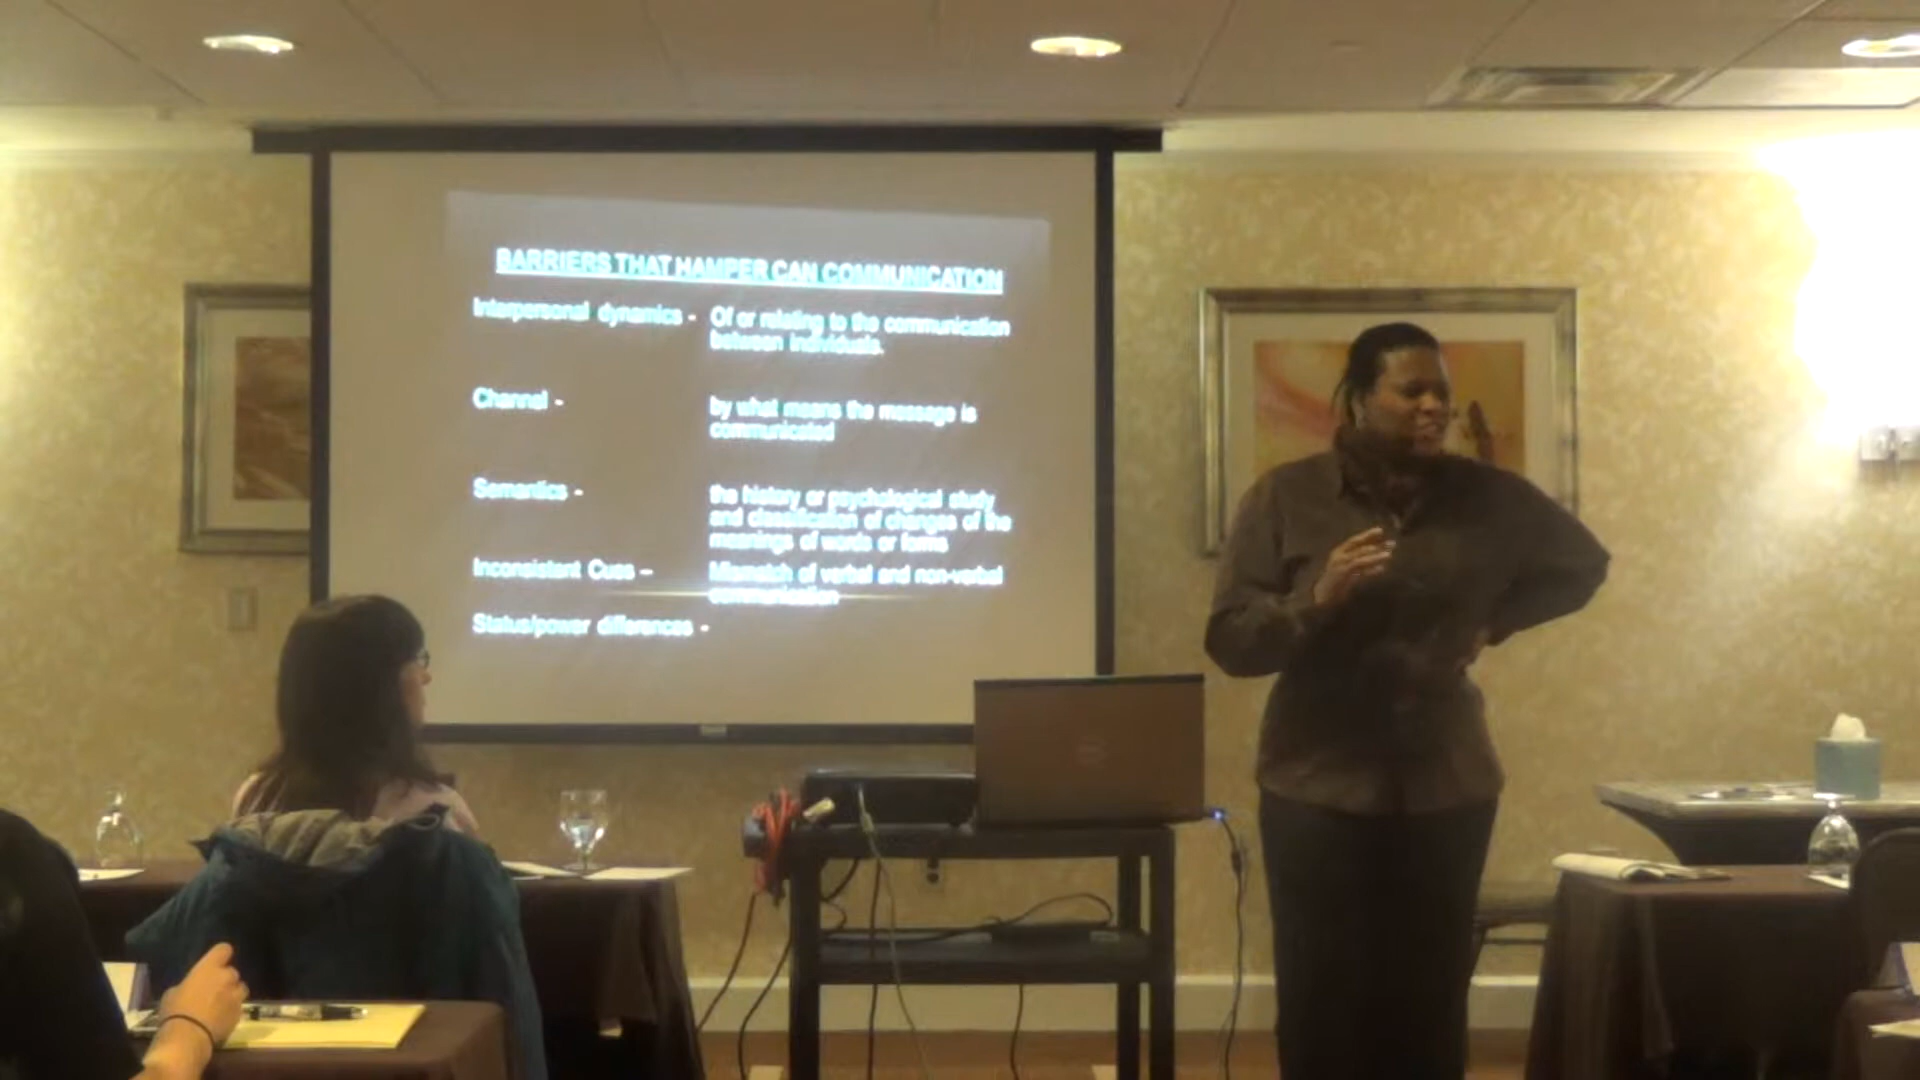 BARRIERS THAT HAMPER CAN COMMUNICATION
Interpersonal dynamics - Of or relating to the communication
between individuals.
Channel - by what means the message is
communicated
Semantics - the history or psychological study
and classification of changes of the
meanings of words or forms
Inconsistent Cues – Mismatch of verbal and non-verbal
communication
Status/power differences -